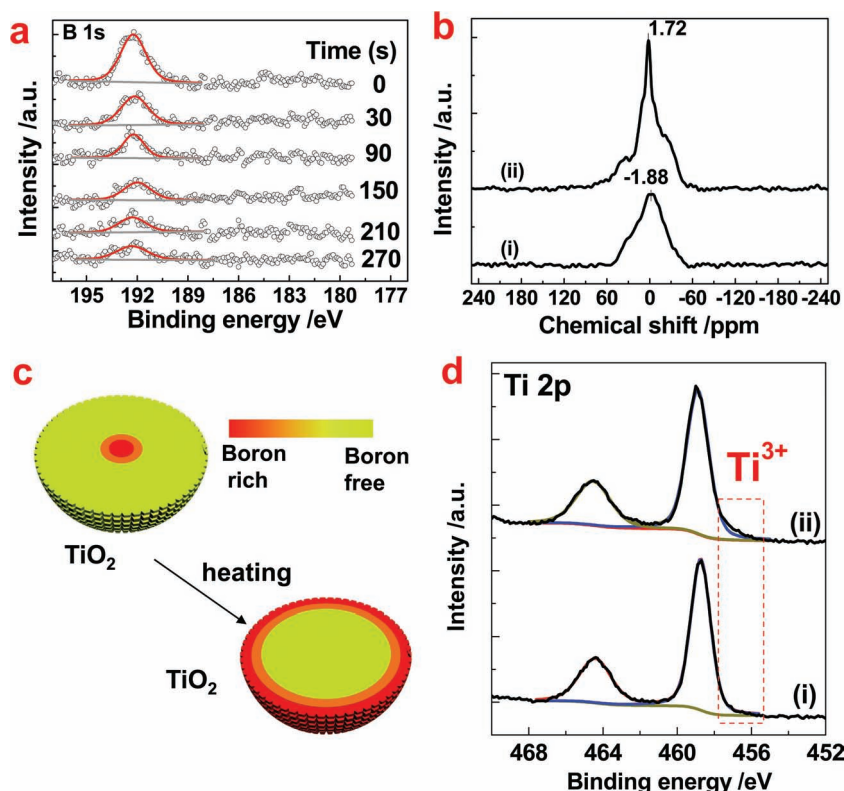 a
B 1s
Time (s)
0
30
90
150
210
270
Intensity /a.u.
195 192 189 186 183 180 177
Binding energy /eV
b
1.72
(ii)
-1.88
(i)
Intensity /a.u.
240 180 120 60 0 -60 -120 -180 -240
Chemical shift /ppm
c
Boron rich
Boron free
TiO2
heating
TiO2
d
Ti 2p
Ti3+
(ii)
(i)
Intensity /a.u.
468 464 460 456 452
Binding energy /eV